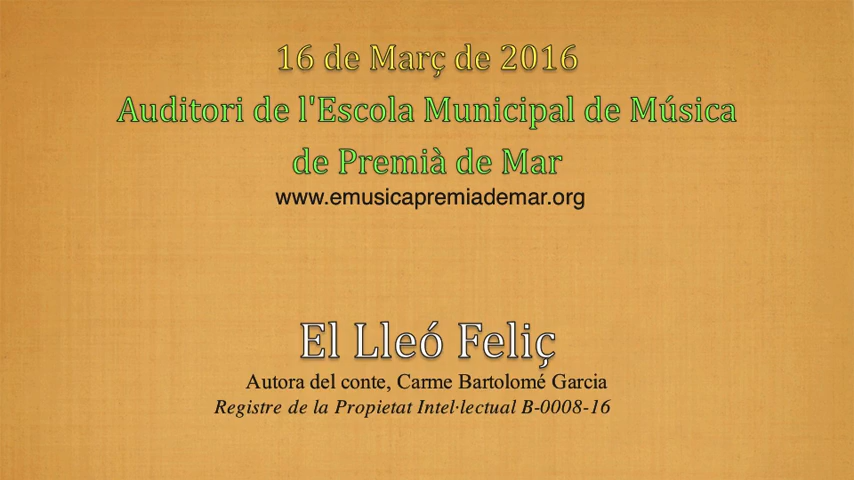 16 de Març de 2016
Auditori de l'Escola Municipal de Música
de Premià de Mar
www.emusicapremiademar.org
El Lleó Feliç
Autora del conte, Carme Bartolomé Garcia
Registre de la Propietat Intel·lectual B-0008-16